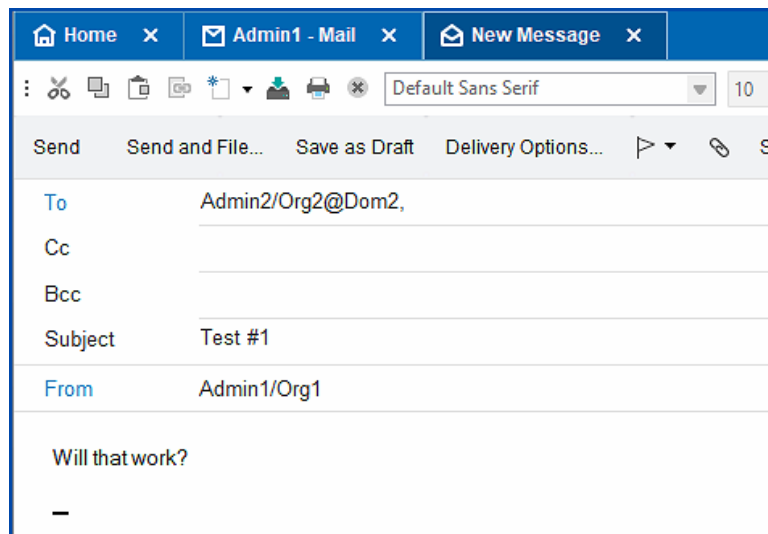 Home Admin1 - Mail New Message
Default Sans Serif 10
Send Send and File... Save as Draft Delivery Options...
To Admin2/Org2@Dom2,
Cc
Bcc
Subject Test #1
From Admin1/Org1
Will that work?